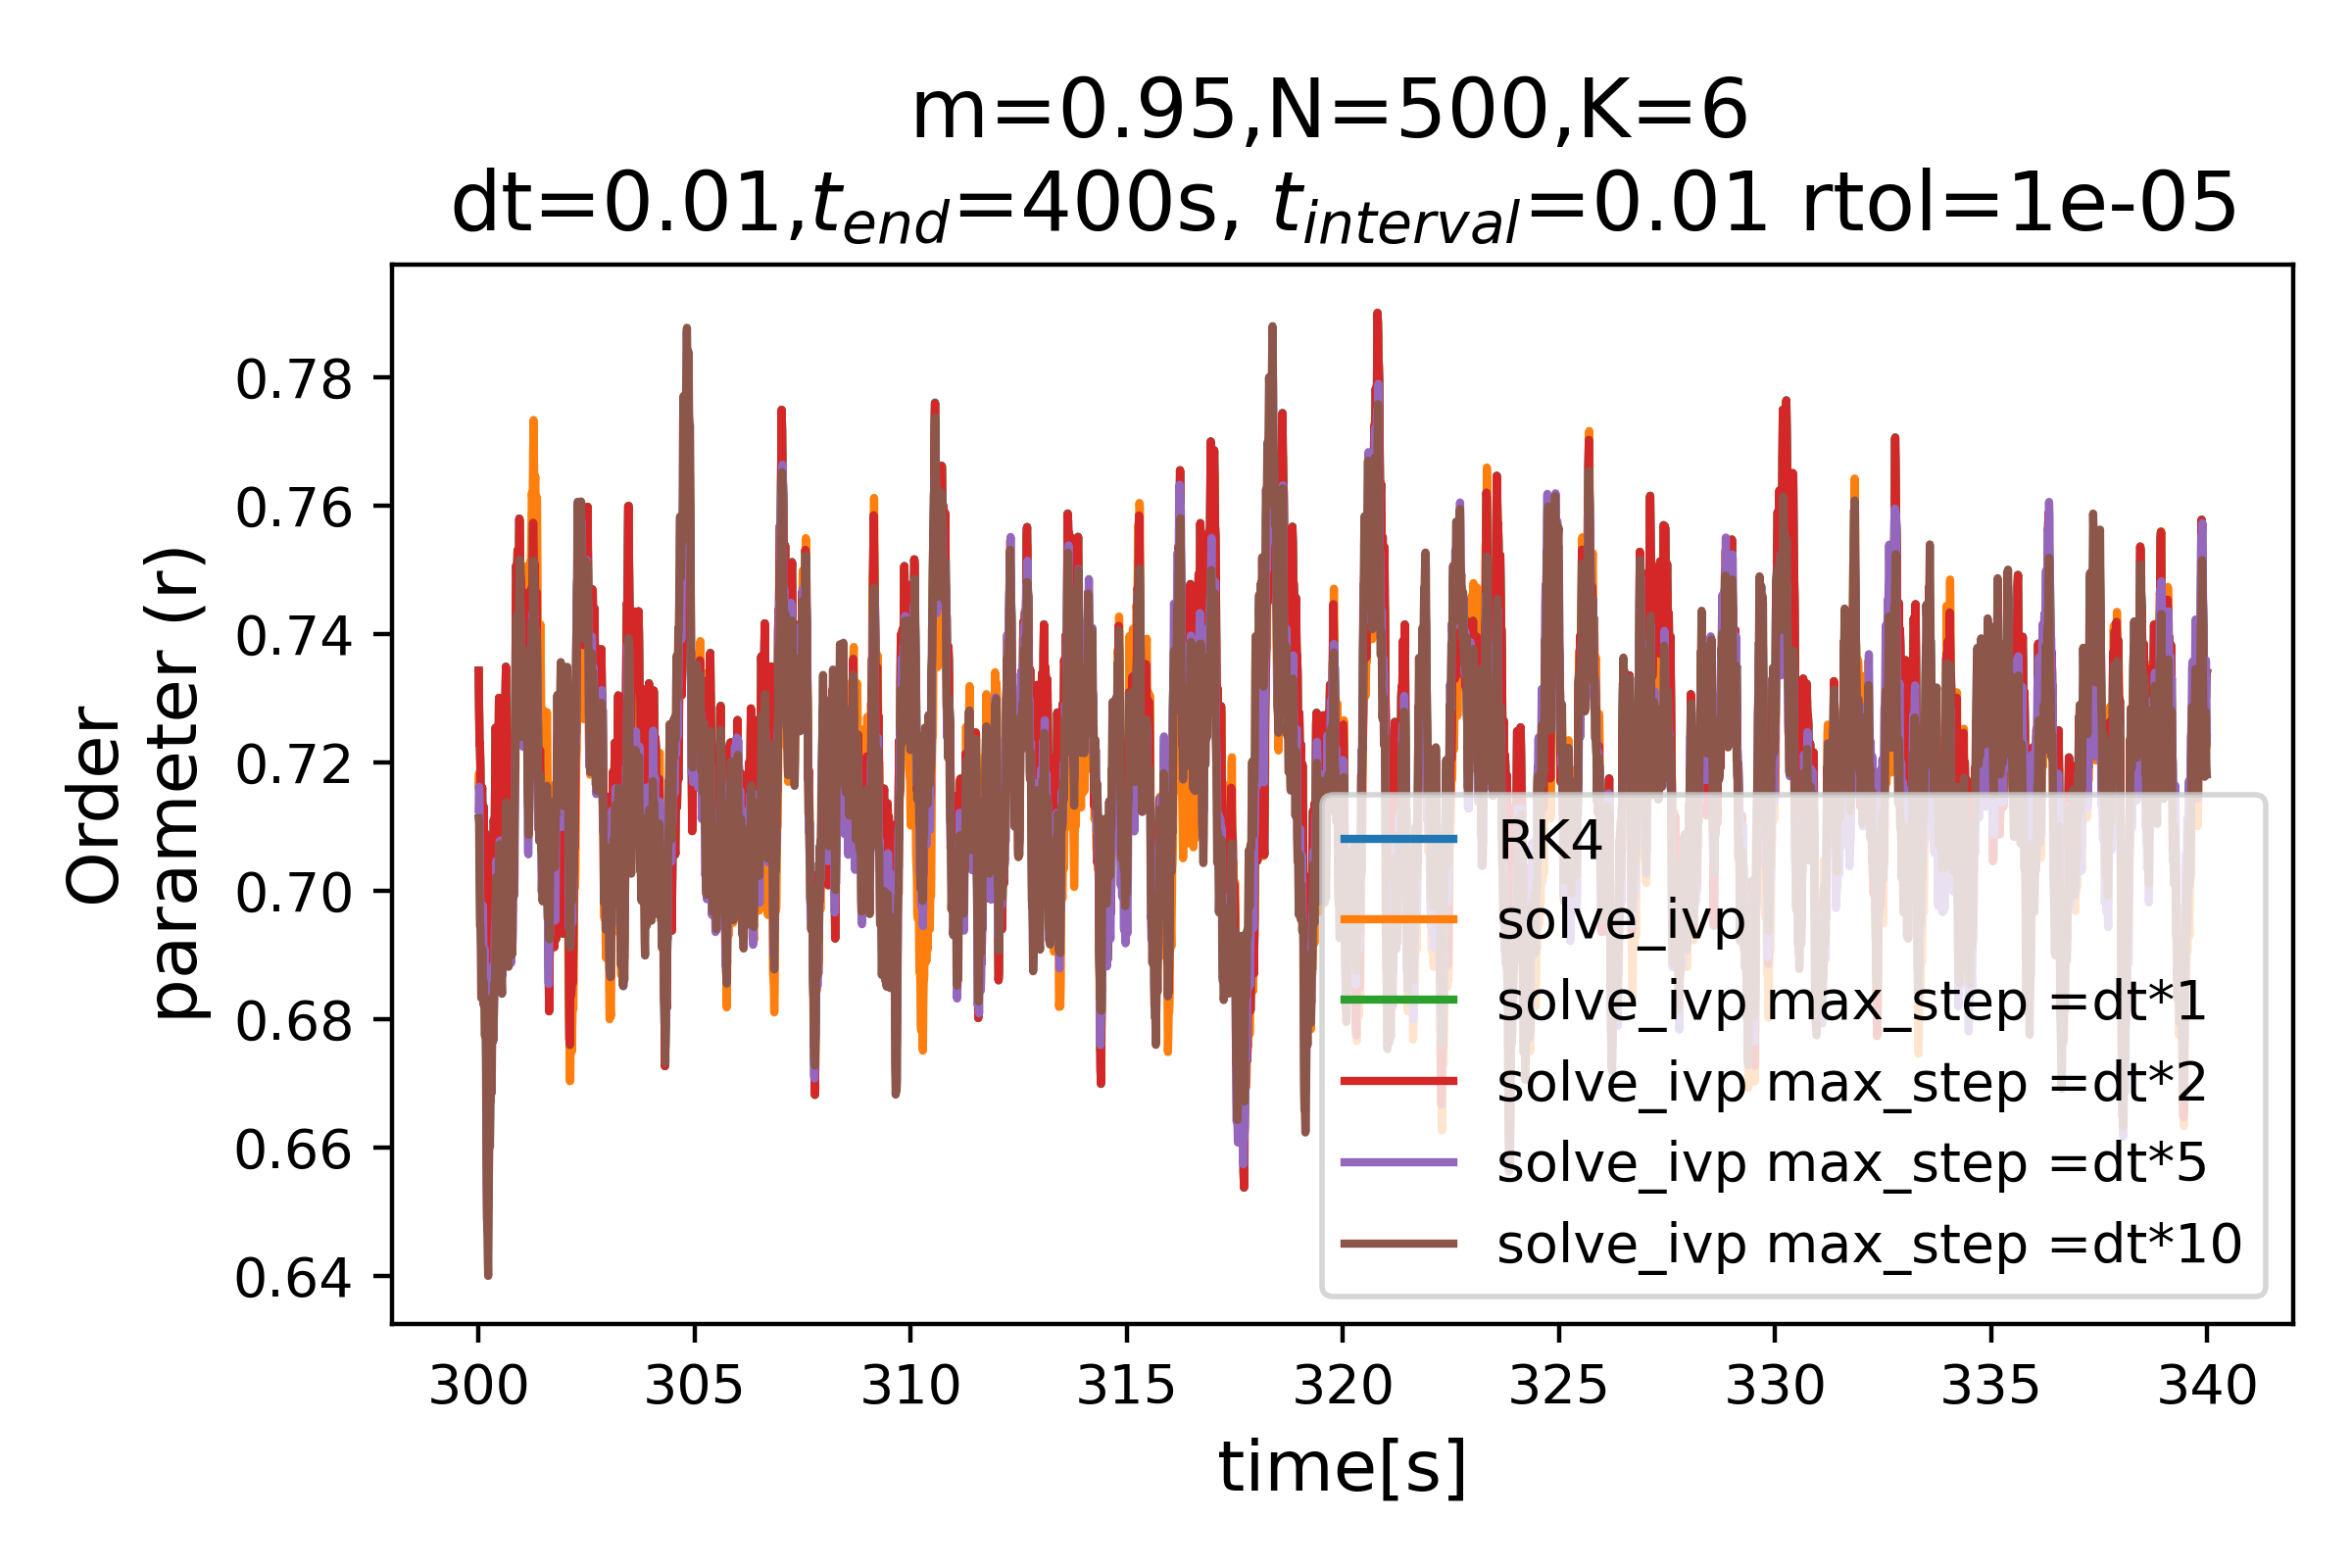 m=0.95,N=500,K=6
dt=0.01,t_end=400s, t_interval=0.01 rtol=1e-05
Order
parameter (r)
0.78
0.76
0.74
0.72
0.70
0.68
0.66
0.64
RK4
solve_ivp
solve_ivp max_step =dt*1
solve_ivp max_step =dt*2
solve_ivp max_step =dt*5
solve_ivp max_step =dt*10
300 305 310 315 320 325 330 335 340
time[s]